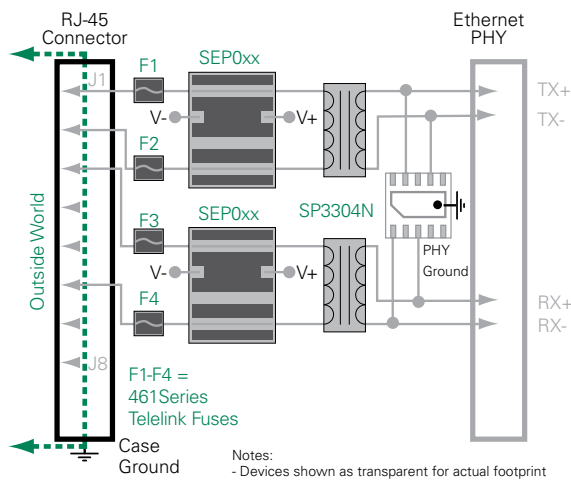 RJ-45
Connector
Ethernet
PHY
SEP0xx
F1
J1
TX+
V-
V+
TX-
F2
SEP0xx
SP3304N
F3
PHY
Ground
V-
V+
F4
RX+
RX-
Outside World
J8
F1-F4 =
461Series
Telelink Fuses
Case
Ground
Notes:
- Devices shown as transparent for actual footprint